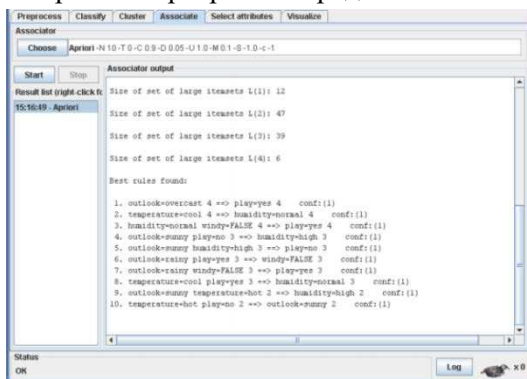 Preprocess Classify Cluster Associate Select attributes Visualize
Associator
Choose Apriori -N 10 -T 0 -C 0.9 -D 0.05 -U 1.0 -M 0.1 -S -1.0 -c -1
Start Stop
Result list (right-click fc
15:16:49 - Apriori
Associator output
Size of set of large itemsets L(1): 12
Size of set of large itemsets L(2): 47
Size of set of large itemsets L(3): 39
Size of set of large itemsets L(4): 6
Best rules found:
1. outlook=overcast 4 ==> play=yes 4 conf:(1)
2. temperature=cool 4 ==> humidity=normal 4 conf:(1)
3. humidity=normal windy=FALSE 4 ==> play=yes 4 conf:(1)
4. outlook=sunny play=no 3 ==> humidity=high 3 conf:(1)
5. outlook=sunny humidity=high 3 ==> play=no 3 conf:(1)
6. outlook=rainy play=yes 3 ==> windy=FALSE 3 conf:(1)
7. outlook=rainy windy=FALSE 3 ==> play=yes 3 conf:(1)
8. temperature=cool play=yes 3 ==> humidity=normal 3 conf:(1)
9. outlook=sunny temperature=hot 2 ==> humidity=high 2 conf:(1)
10. temperature=hot play=no 2 ==> outlook=sunny 2 conf:(1)
Status
OK
Log x 0